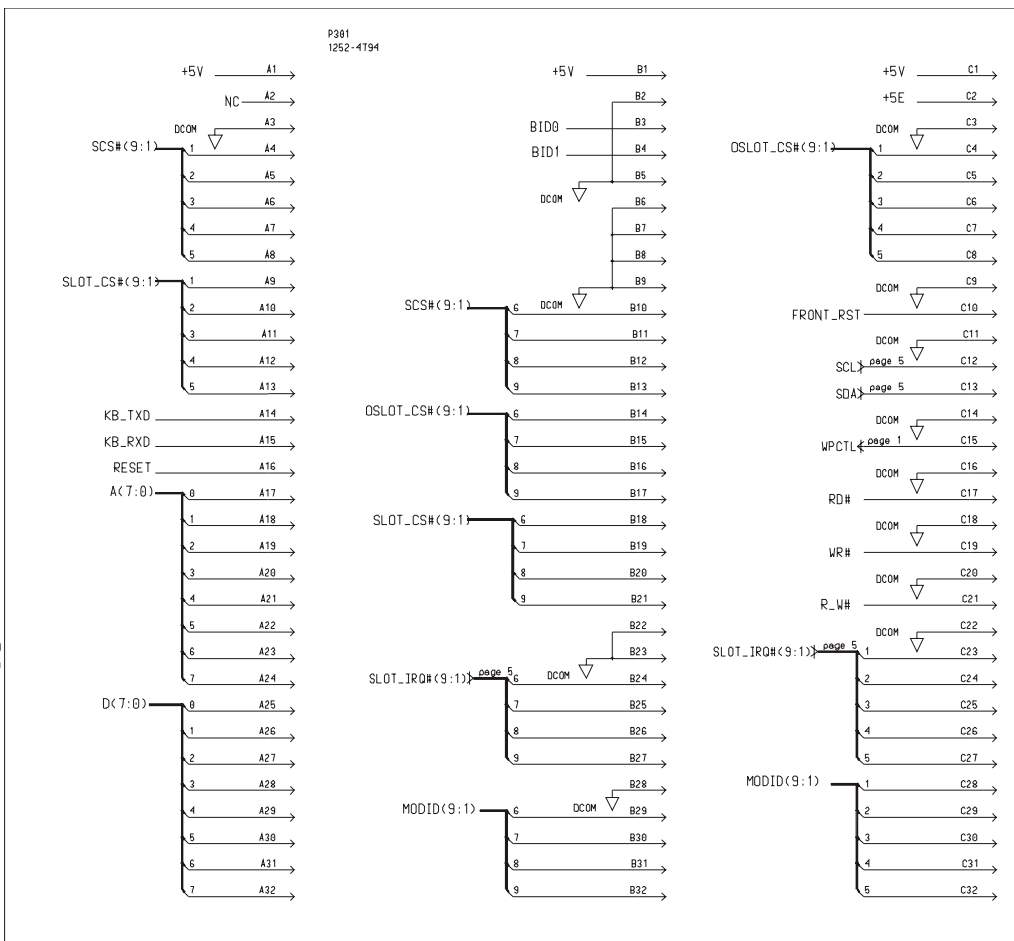 P301
1252-4T94
+5V A1
NC A2
DCOM A3
SCS#(9:1) 1 A4
2 A5
3 A6
4 A7
5 A8
SLOT_CS#(9:1) 1 A9
2 A10
3 A11
4 A12
5 A13
KB_TXD A14
KB_RXD A15
RESET A16
A(7:0) 0 A17
1 A18
2 A19
3 A20
4 A21
5 A22
6 A23
7 A24
D(7:0) 0 A25
1 A26
2 A27
3 A28
4 A29
5 A30
6 A31
7 A32
+5V B1
B2
BID0 B3
BID1 B4
DCOM B5
B6
B7
B8
DCOM B9
SCS#(9:1) 6 B10
7 B11
8 B12
9 B13
OSLOT_CS#(9:1) 6 B14
7 B15
8 B16
9 B17
SLOT_CS#(9:1) 6 B18
7 B19
8 B20
9 B21
B22
DCOM B23
SLOT_IRQ#(9:1) page 5 6 B24
7 B25
8 B26
9 B27
DCOM B28
MODID(9:1) 6 B29
7 B30
8 B31
9 B32
+5V C1
+5E C2
DCOM C3
OSLOT_CS#(9:1) 1 C4
2 C5
3 C6
4 C7
5 C8
DCOM C9
FRONT_RST C10
DCOM C11
SCL page 5 C12
SDA page 5 C13
DCOM C14
WPCTL page 1 C15
DCOM C16
RD# C17
DCOM C18
WR# C19
DCOM C20
R_W# C21
DCOM C22
SLOT_IRQ#(9:1) page 5 1 C23
2 C24
3 C25
4 C26
5 C27
MODID(9:1) 1 C28
2 C29
3 C30
4 C31
5 C32